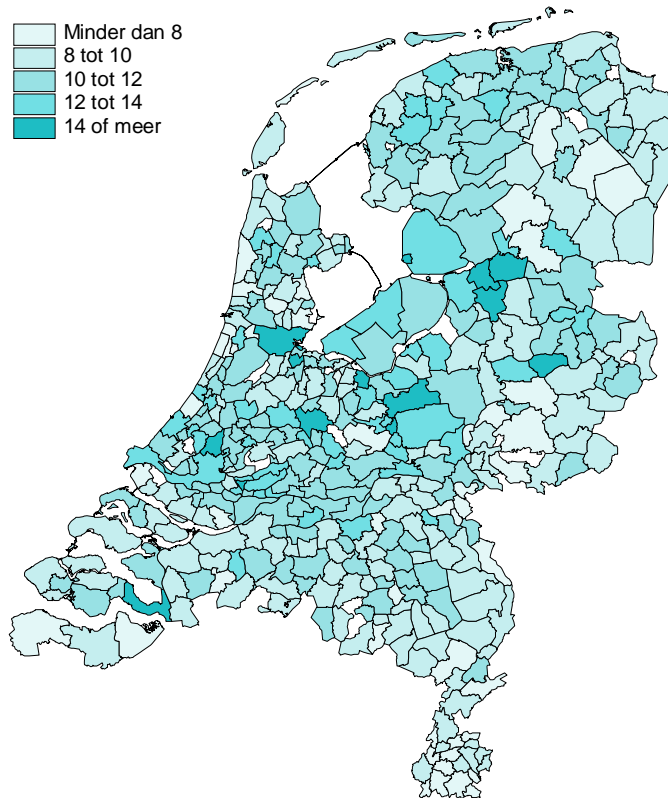 Minder dan 8
8 tot 10
10 tot 12
12 tot 14
14 of meer